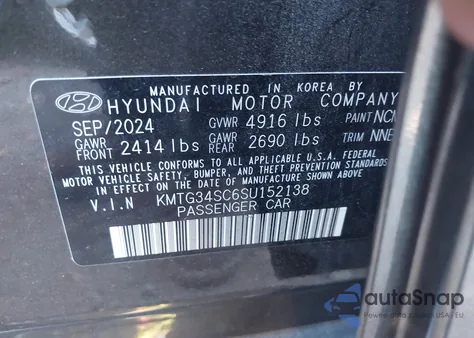 MANUFACTURED IN KOREA BY
HYUNDAI MOTOR COMPANY
SEP/2024 GVWR 4916 lbs PAINT NCM
GAWR FRONT 2414 lbs GAWR REAR 2690 lbs TRIM NNE
THIS VEHICLE CONFORMS TO ALL APPLICABLE U.S.A. FEDERAL
MOTOR VEHICLE SAFETY, BUMPER, AND THEFT PREVENTION STANDARDS
IN EFFECT ON THE DATE OF MANUFACTURE SHOWN ABOVE.
V.I.N KMTG34SC6SU152138
PASSENGER CAR
autoSnap